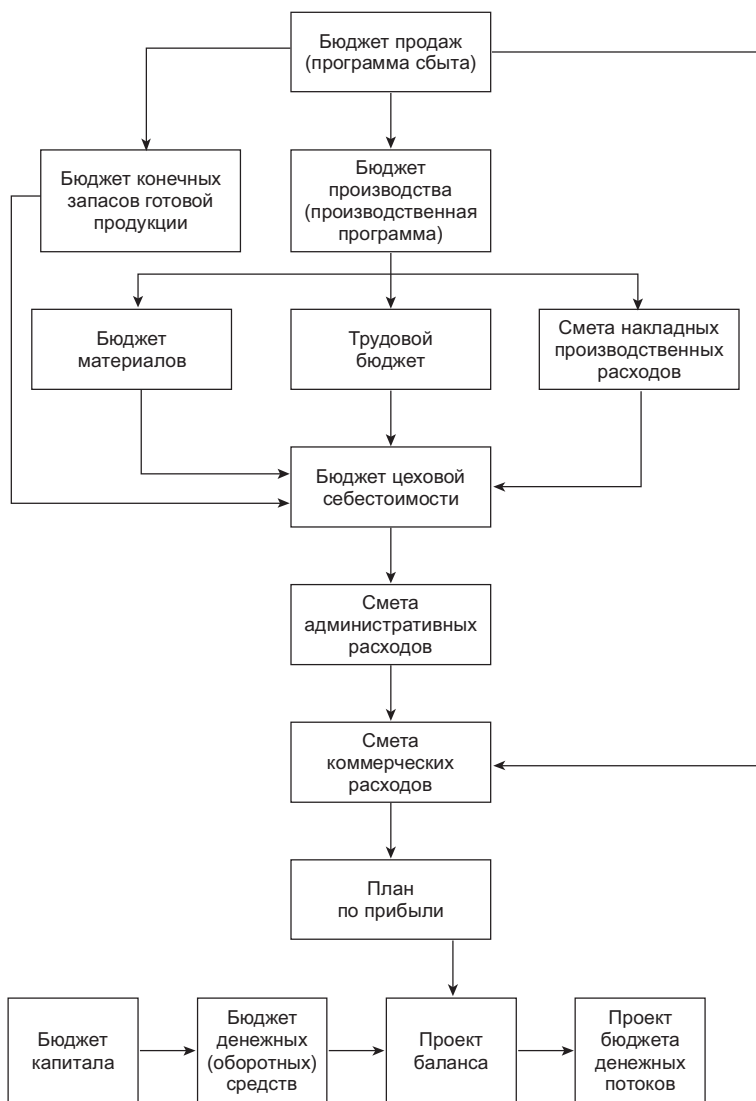 Бюджет продаж
(программа сбыта)
Бюджет конечных
запасов готовой
продукции
Бюджет
производства
(производственная
программа)
Бюджет
материалов
Трудовой
бюджет
Смета накладных
производственных
расходов
Бюджет цеховой
себестоимости
Смета
административных
расходов
Смета
коммерческих
расходов
План
по прибыли
Бюджет
капитала
Бюджет
денежных
(оборотных)
средств
Проект
баланса
Проект
бюджета
денежных
потоков